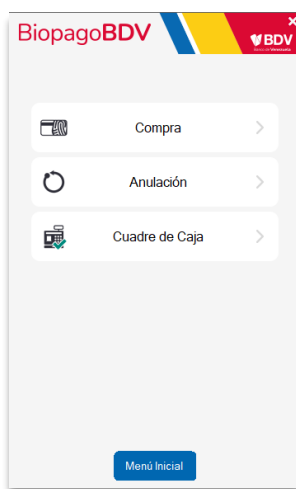 BiopagoBDV
BDV
Banco de Venezuela
Compra
Anulación
Cuadre de Caja
Menú Inicial